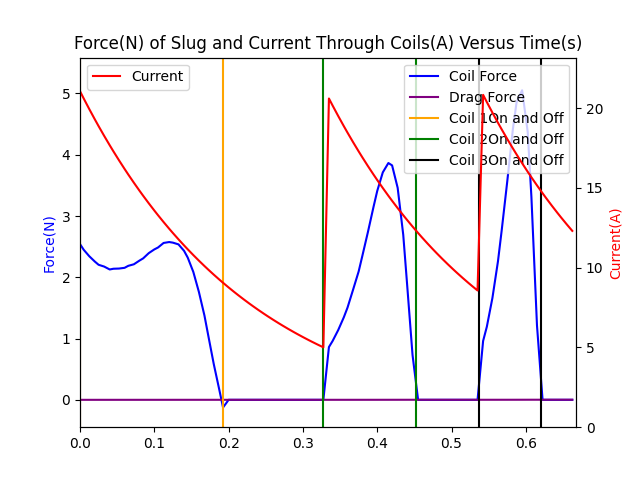 Force(N) of Slug and Current Through Coils(A) Versus Time(s)
Current
Coil Force
Drag Force
Coil 1On and Off
Coil 2On and Off
Coil 3On and Off
Force(N)
5
4
3
2
1
0
Current(A)
20
15
10
5
0
0.0 0.1 0.2 0.3 0.4 0.5 0.6